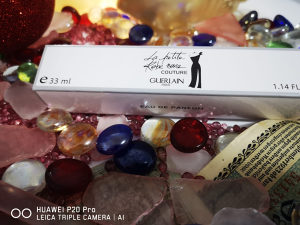 La petite
Robe noire
COUTURE
GUERLAIN
PARIS
℮ 33 ml
1.14 FL
EAU DE PARFUM
HUAWEI P20 Pro
LEICA TRIPLE CAMERA | AI